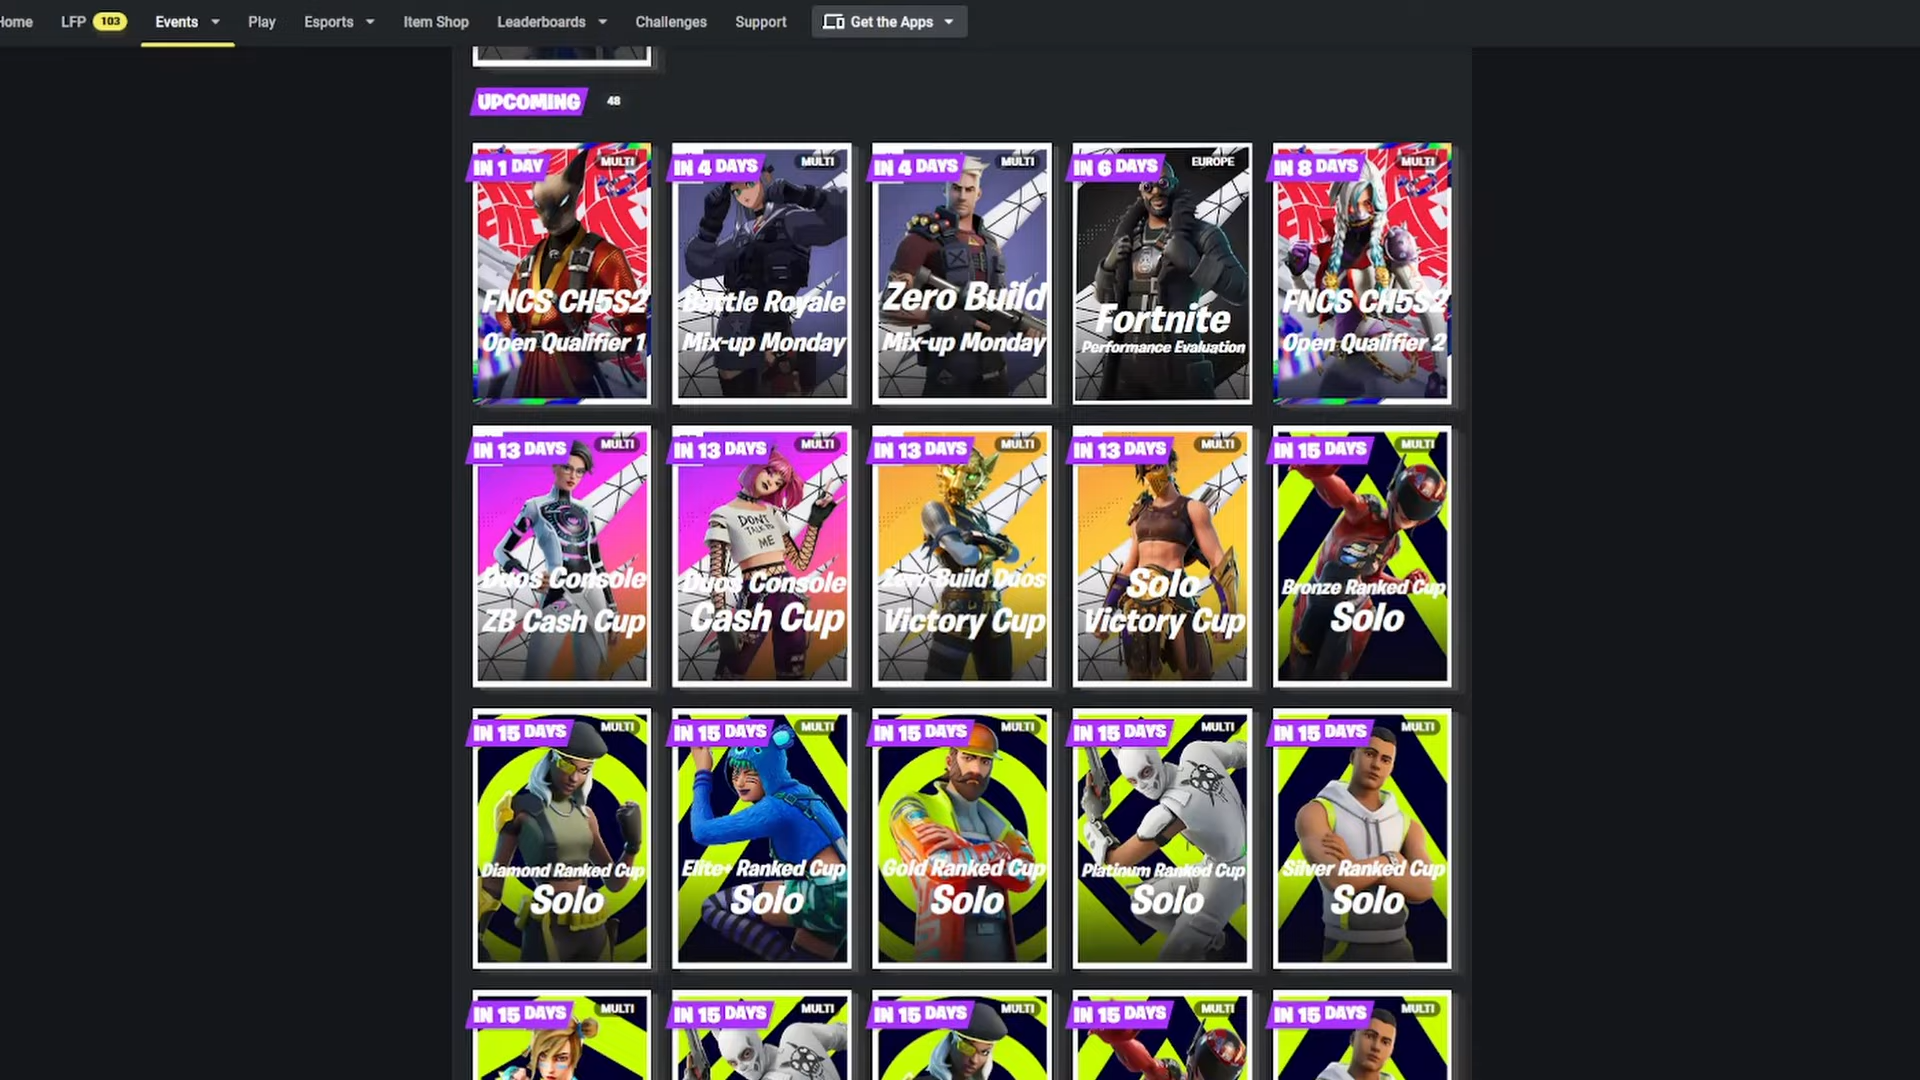 Home LFP 103 Events Play Esports Item Shop Leaderboards Challenges Support Get the Apps
UPCOMING 48
IN 1 DAY MULTI
FNCS CH5S2
Open Qualifier 1
IN 4 DAYS MULTI
Battle Royale
Mix-up Monday
IN 4 DAYS MULTI
Zero Build
Mix-up Monday
IN 6 DAYS EUROPE
Fortnite
Performance Evaluation
IN 8 DAYS MULTI
FNCS CH5S2
Open Qualifier 2
IN 13 DAYS MULTI
Duos Console
ZB Cash Cup
IN 13 DAYS MULTI
DON'T
TALK TO
ME
Duos Console
Cash Cup
IN 13 DAYS MULTI
Zero Build Duos
Victory Cup
IN 13 DAYS MULTI
Solo
Victory Cup
IN 15 DAYS MULTI
Bronze Ranked Cup
Solo
IN 15 DAYS MULTI
Diamond Ranked Cup
Solo
IN 15 DAYS MULTI
Elite+ Ranked Cup
Solo
IN 15 DAYS MULTI
Gold Ranked Cup
Solo
IN 15 DAYS MULTI
Platinum Ranked Cup
Solo
IN 15 DAYS MULTI
Silver Ranked Cup
Solo
IN 15 DAYS MULTI
IN 15 DAYS MULTI
IN 15 DAYS MULTI
IN 15 DAYS MULTI
IN 15 DAYS MULTI